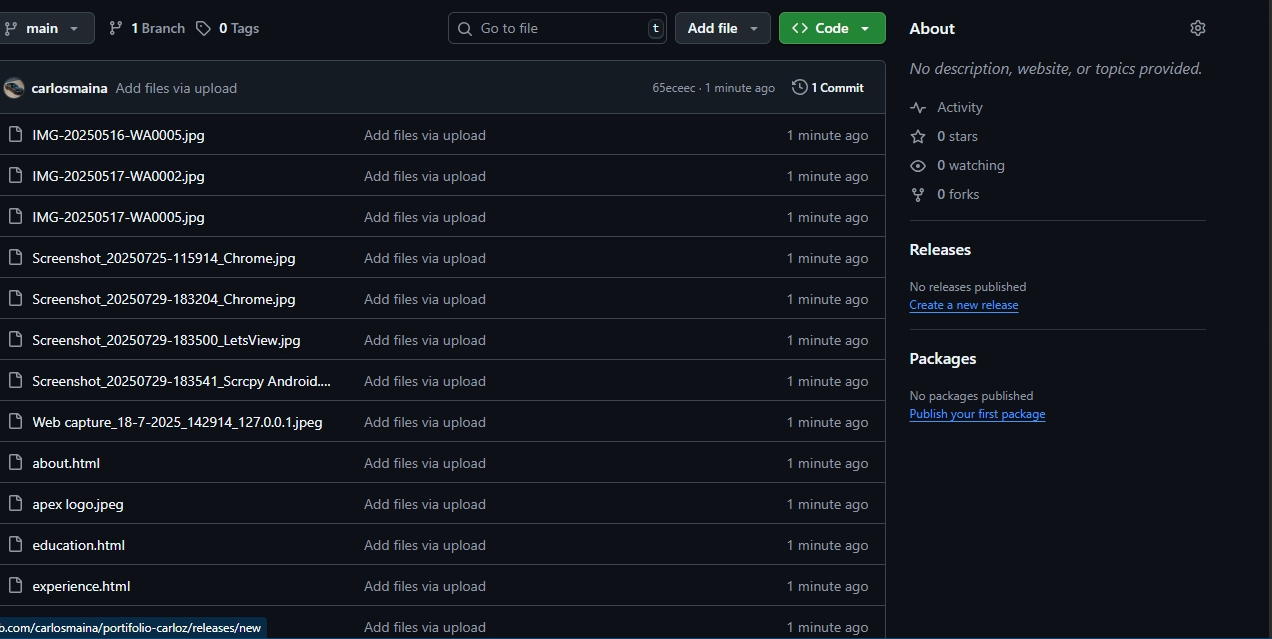 main
1 Branch
0 Tags
Go to file
t
Add file
Code
About
No description, website, or topics provided.
carlosmaina Add files via upload 65eceec · 1 minute ago 1 Commit
IMG-20250516-WA0005.jpg Add files via upload 1 minute ago
IMG-20250517-WA0002.jpg Add files via upload 1 minute ago
IMG-20250517-WA0005.jpg Add files via upload 1 minute ago
Screenshot_20250725-115914_Chrome.jpg Add files via upload 1 minute ago
Screenshot_20250729-183204_Chrome.jpg Add files via upload 1 minute ago
Screenshot_20250729-183500_LetsView.jpg Add files via upload 1 minute ago
Screenshot_20250729-183541_Scrcpy Android.... Add files via upload 1 minute ago
Web capture_18-7-2025_142914_127.0.0.1.jpeg Add files via upload 1 minute ago
about.html Add files via upload 1 minute ago
apex logo.jpeg Add files via upload 1 minute ago
education.html Add files via upload 1 minute ago
experience.html Add files via upload 1 minute ago
Add files via upload 1 minute ago
b.com/carlosmaina/portifolio-carloz/releases/new
Activity
0 stars
0 watching
0 forks
Releases
No releases published
Create a new release
Packages
No packages published
Publish your first package